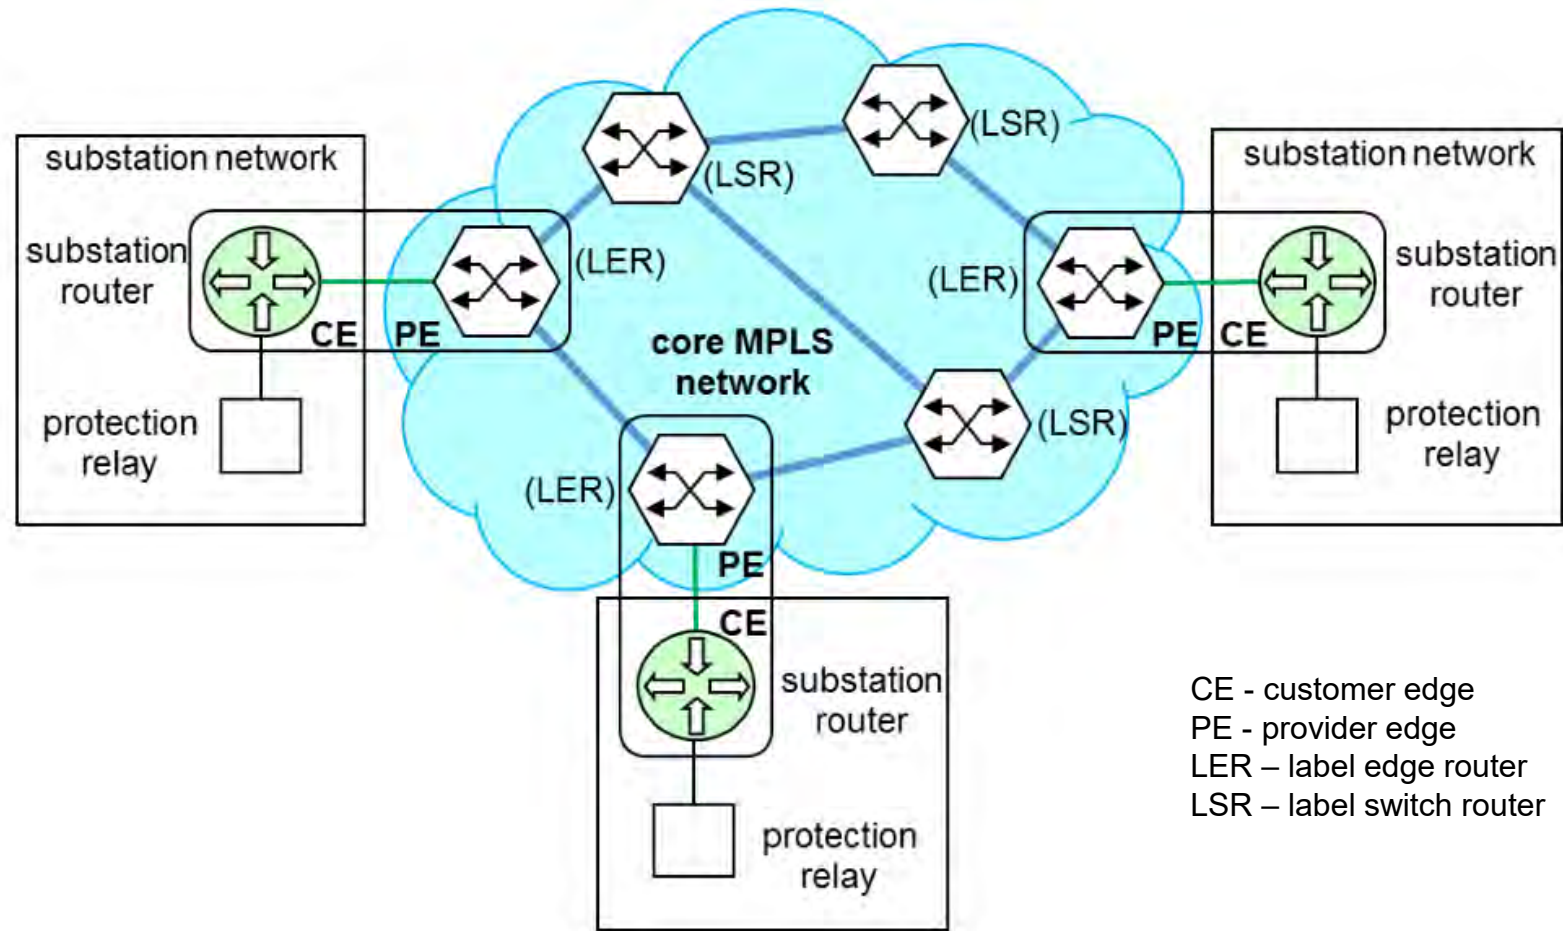 substation network
substation
router
CE
PE
(LER)
protection
relay
(LSR)
(LSR)
core MPLS
network
(LER)
(LSR)
(LER)
PE
CE
substation
router
protection
relay
substation network
substation
router
PE
CE
protection
relay
CE - customer edge
PE - provider edge
LER – label edge router
LSR – label switch router